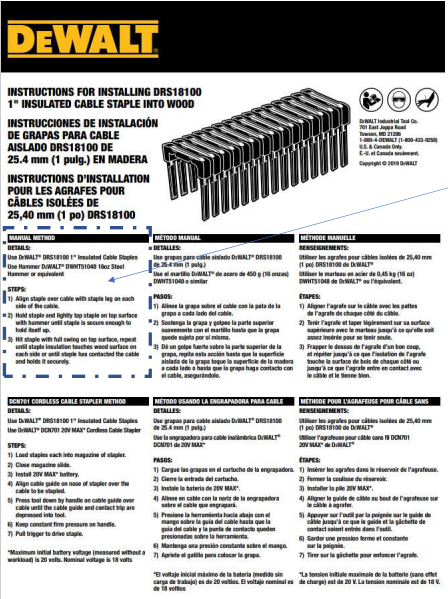 DEWALT
INSTRUCTIONS FOR INSTALLING DRS18100
1" INSULATED CABLE STAPLE INTO WOOD
INSTRUCCIONES DE INSTALACIÓN
DE GRAPAS PARA CABLE
AISLADO DRS18100 DE
25.4 mm (1 pulg.) EN MADERA
INSTRUCTIONS D'INSTALLATION
POUR LES AGRAFES POUR
CÂBLES ISOLÉES DE
25,40 mm (1 po) DRS18100
DEWALT Industrial Tool Co.
701 East Joppa Road
Towson, MD 21286
1-800-4-DEWALT (1-800-433-9258)
U.S. & Canada Only.
É.-U. et Canada seulement.
Copyright © 2019 DEWALT
MANUAL METHOD
DETAILS:
Use DEWALT® DRS18100 1" Insulated Cable Staples
Use Hammer DEWALT® DWHT51048 16oz Steel
Hammer or equivalent
STEPS:
1) Align staple over cable with staple leg on each
side of the cable.
2) Hold staple and lightly tap staple on top surface
with hammer until staple is secure enough to
hold itself up.
3) Hit staple with full swing on top surface, repeat
until staple insulation touches wood surface on
each side or until staple has contacted the cable
and holds it securely.
MÉTODO MANUAL
DETALLES:
Use grapas para cable aislado DEWALT® DRS18100
de 25.4 mm (1 pulg.)
Use el martillo DEWALT® de acero de 450 g (16 onzas)
DWHT51048 o similar
PASOS:
1) Alinee la grapa sobre el cable con la pata de la
grapa a cada lado del cable.
2) Sostenga la grapa y golpee la parte superior
suavemente con el martillo hasta que la grapa
quede sujeta por sí misma.
3) Dé un golpe fuerte sobre la parte superior de la
grapa, repita esta acción hasta que la superficie
aislada de la grapa toque la superficie de la madera
a cada lado o hasta que la grapa haga contacto con
el cable, asegurándolo.
MÉTHODE MANUELLE
RENSEIGNEMENTS:
Utiliser les agrafes pour câbles isolées de 25,40 mm
(1 po) DRS18100 de DEWALT®
Utiliser le marteau en acier de 0,45 kg (16 oz)
DWHT51048 de DEWALT® ou l'équivalent.
ÉTAPES:
1) Aligner l'agrafe sur le câble avec les pattes
de l'agrafe de chaque côté du câble.
2) Tenir l'agrafe et taper légèrement sur sa surface
supérieure avec le marteau jusqu'à ce qu'elle soit
assez insérée pour se tenir seule.
3) Frapper le dessus de l'agrafe d'un bon coup,
et répéter jusqu'à ce que l'isolation de l'agrafe
touche la surface de bois de chaque côté ou
jusqu'à ce que l'agrafe entre en contact avec
le câble et le tienne bien.
DCN701 CORDLESS CABLE STAPLER METHOD
DETAILS:
Use DEWALT® DRS18100 1" Insulated Cable Staples
Use DEWALT® DCN701 20V MAX* Cordless Cable Stapler
STEPS:
1) Load staples each into magazine of stapler.
2) Close magazine slide.
3) Install 20V MAX* battery.
4) Align cable guide on nose of stapler over the
cable to be stapled.
5) Press tool down by handle on cable guide over
cable until the cable guide and contact trip are
depressed into tool.
6) Keep constant firm pressure on handle.
7) Pull trigger to drive staple.
*Maximum initial battery voltage (measured without a
workload) is 20 volts. Nominal voltage is 18 volts
MÉTODO USANDO LA ENGRAPADORA PARA CABLE
DETALLES:
Use grapas para cable aislado DEWALT® DRS18100
de 25.4 mm (1 pulg.)
Use la engrapadora para cable inalámbrica DEWALT®
DCN701 de 20V MAX*
PASOS:
1) Cargue las grapas en el cartucho de la engrapadora.
2) Cierre la entrada del cartucho.
3) Instale la batería de 20V MAX*.
4) Alinee en cable con la nariz de la engrapadora
sobre el cable que engrapará.
5) Presione la herramienta hacia abajo con el
mango sobre la guía del cable hasta que la
guía del cable y la punta de contacto queden
presionadas sobre la herramienta.
6) Mantenga una presión constante sobre el mango.
7) Apriete el gatillo para colocar la grapa.
*El voltaje inicial máximo de la batería (medido sin
carga de trabajo) es de 20 voltios. El voltaje nominal es
de 18 voltios
MÉTHODE POUR L'AGRAFEUSE POUR CÂBLE SANS
RENSEIGNEMENTS:
Utiliser les agrafes pour câbles isolées de 25,40 mm
(1 po) DRS18100 de DEWALT®
Utiliser l'agrafeuse pour câble sans fil DCN701
20V MAX* de DEWALT®
ÉTAPES:
1) Insérer les agrafes dans le réservoir de l'agrafeuse.
2) Fermer la coulisse du réservoir.
3) Installer la pile 20V MAX*.
4) Aligner le guide de câble au bout de l'agrafeuse sur
le câble à agrafer.
5) Appuyer sur l'outil par la poignée sur le guide de
câble jusqu'à ce que le guide et la gâchette de
contact soient entrés dans l'outil.
6) Garder une pression ferme et constante
sur la poignée.
7) Tirer sur la gâchette pour enfoncer l'agrafe.
*La tension initiale maximale de la batterie (sans effet
de charge) est de 20 V. La tension nominale est de 18 V.